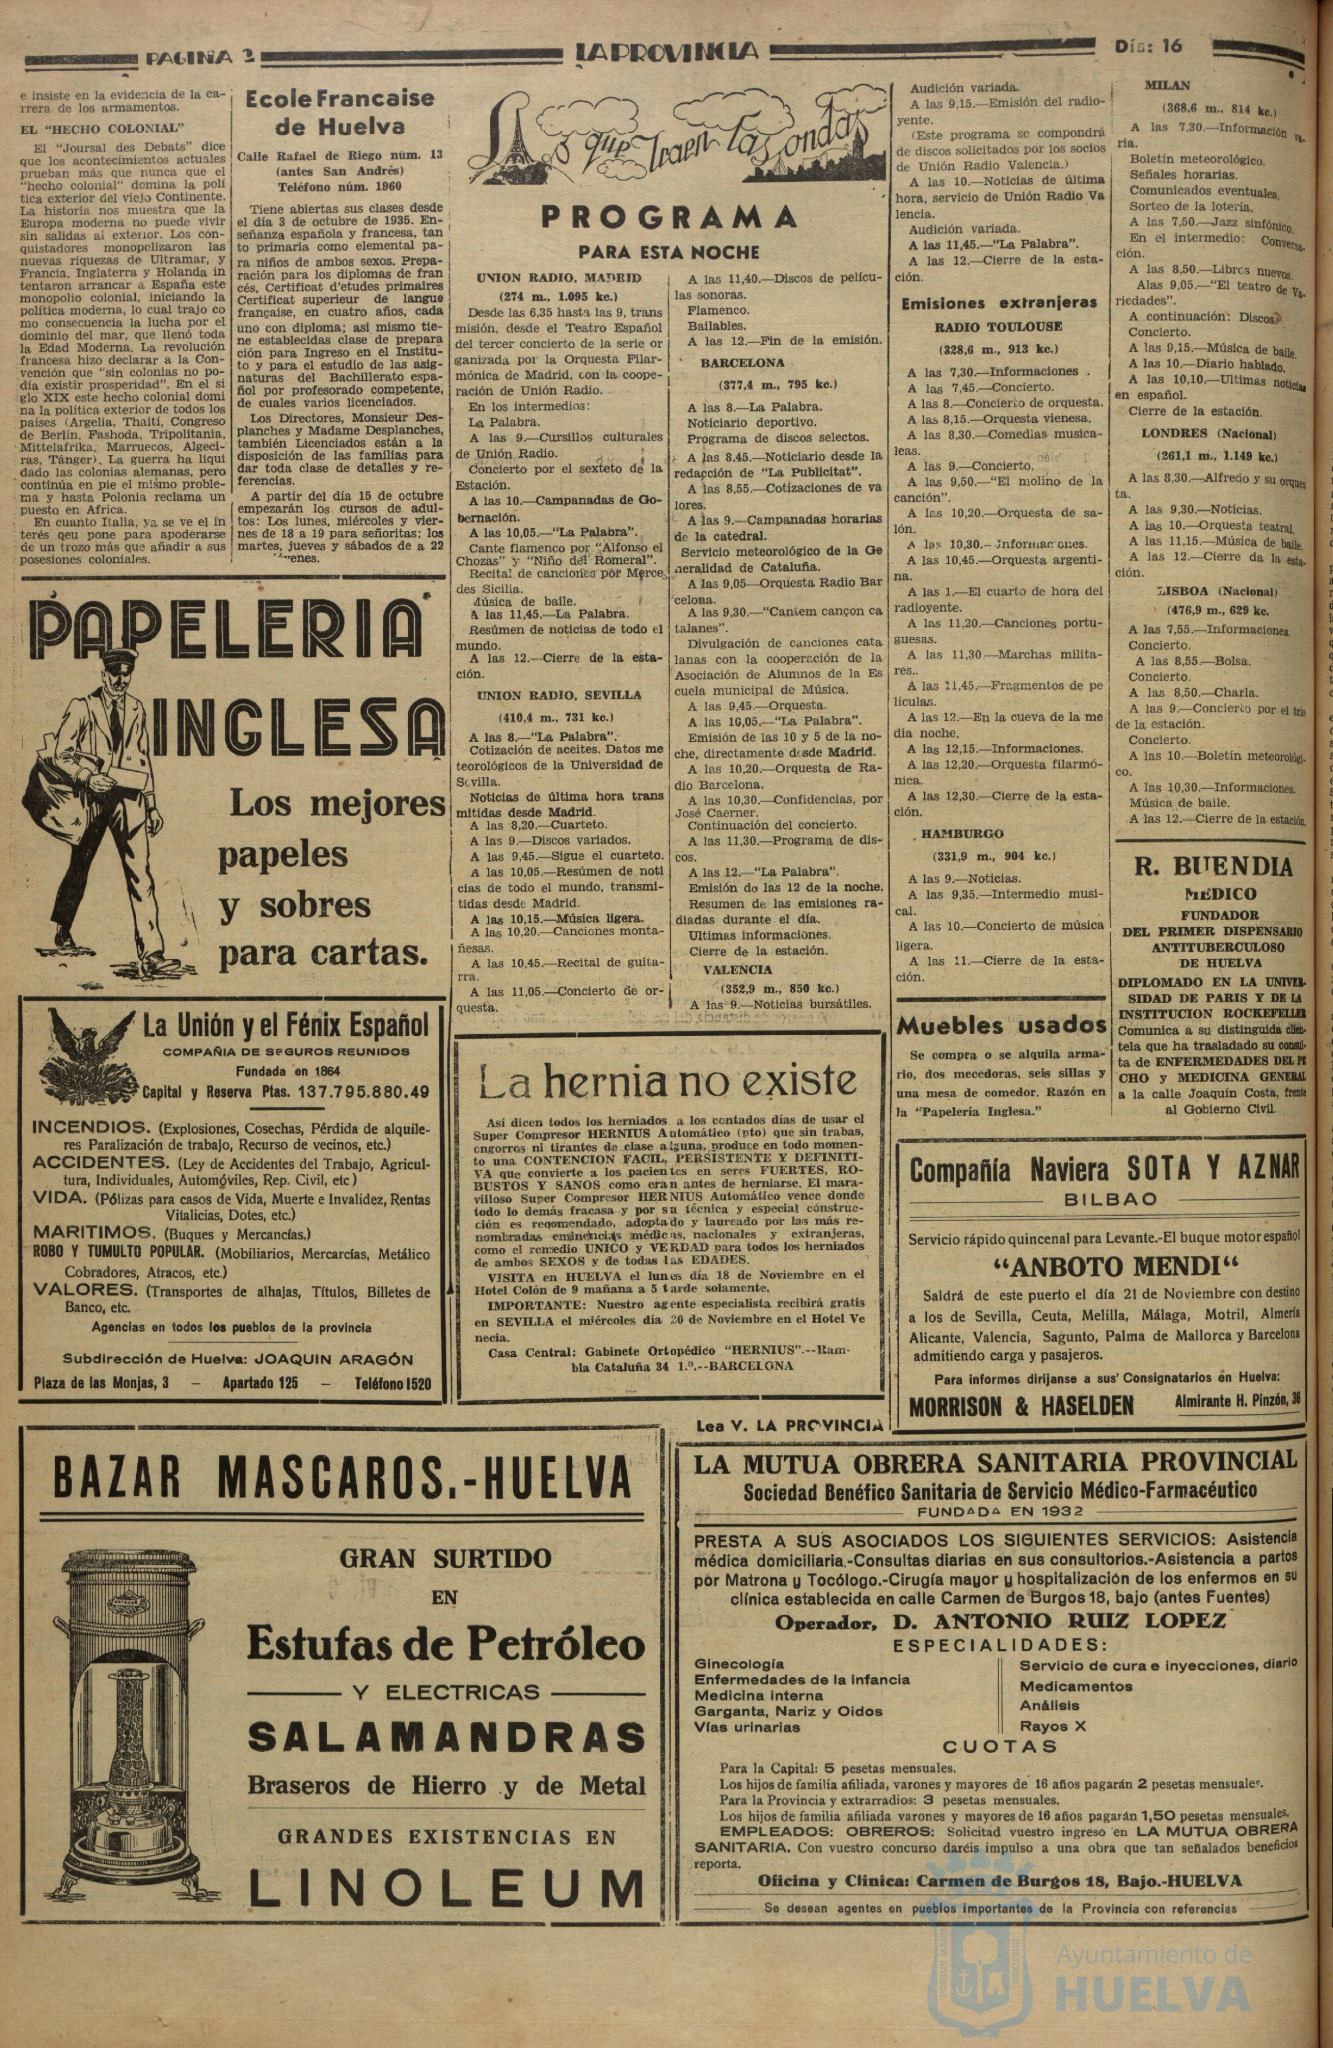 PAGINA 2
LA PROVINCIA
Día: 16
e insiste en la evidencia de la ca-
rrera de los armamentos.
EL "HECHO COLONIAL"
El "Joursal des Debats" dice
que los acontecimientos actuales
prueban más que nunca que el
"hecho colonial" domina la polí
tica exterior del viejo Continente.
La historia nos muestra que la
Europa moderna no puede vivir
sin salidas al exterior. Los con-
quistadores monopolizaron las
nuevas riquezas de Ultramar, y
Francia, Inglaterra y Holanda in
tentaron arrancar a España este
monopolio colonial, iniciando la
política moderna, lo cual trajo co
mo consecuencia la lucha por el
dominio del mar, que llenó toda
la Edad Moderna. La revolución
francesa hizo declarar a la Con-
vención que "sin colonias no po-
día existir prosperidad". En el si
glo XIX este hecho colonial domi
na la política exterior de todos los
países (Argelia, Thaití, Congreso
de Berlín, Fashoda, Tripolitania,
Mittelafrika, Marruecos, Algeci-
ras, Tánger). La guerra ha liqui
dado las colonias alemanas, pero
continúa en pie el mismo proble-
ma y hasta Polonia reclama un
puesto en Africa.
En cuanto Italia, ya se ve el in
terés qeu pone para apoderarse
de un trozo más que añadir a sus
posesiones coloniales.
Ecole Francaise
de Huelva
Calle Rafael de Riego núm. 13
(antes San Andrés)
Teléfono núm. 1960
Tiene abiertas sus clases desde
el día 3 de octubre de 1935. En-
señanza española y francesa, tan
to primaria como elemental pa-
ra niños de ambos sexos. Prepa-
ración para los diplomas de fran
cés, Certificat d'etudes primaires
Certificat superieur de langue
française, en cuatro años, cada
uno con diploma; asi mismo tie-
ne establecidas clase de prepara
ción para Ingreso en el Institu-
to y para el estudio de las asig-
naturas del Bachillerato espa-
ñol por profesorado competente,
de cuales varios licenciados.
Los Directores, Monsieur Des-
planches y Madame Desplanches,
también Licenciados están a la
disposición de las familias para
dar toda clase de detalles y re-
ferencias.
A partir del día 15 de octubre
empezarán los cursos de adul-
tos: Los lunes, miércoles y vier-
nes de 18 a 19 para señoritas; los
martes, jueves y sábados de a 22
PAPELERIA
INGLESA
Los mejores
papeles
y sobres
para cartas.
La Unión y el Fénix Español
COMPAÑIA DE SEGUROS REUNIDOS
Fundada en 1864
Capital y Reserva Ptas. 137.795.880.49
INCENDIOS. (Explosiones, Cosechas, Pérdida de alquile-
res Paralización de trabajo, Recurso de vecinos, etc.)
ACCIDENTES. (Ley de Accidentes del Trabajo, Agricul-
tura, Individuales, Automóviles, Rep. Civil, etc)
VIDA. (Pólizas para casos de Vida, Muerte e Invalidez, Rentas
Vitalicias, Dotes, etc.)
MARITIMOS. (Buques y Mercancías.)
ROBO Y TUMULTO POPULAR. (Mobiliarios, Mercarcías, Metálico
Cobradores, Atracos, etc.)
VALORES. (Transportes de alhajas, Títulos, Billetes de
Banco, etc.
Agencias en todos los pueblos de la provincia
Subdirección de Huelva: JOAQUIN ARAGÓN
Plaza de las Monjas, 3 — Apartado 125 — Teléfono 1520
Lo que traen las ondas
PROGRAMA
PARA ESTA NOCHE
UNION RADIO, MADRID
(274 m., 1.095 kc.)
Desde las 6,35 hasta las 9, trans
misión, desde el Teatro Español
del tercer concierto de la serie or
ganizada por la Orquesta Filar-
mónica de Madrid, con la coope-
ración de Unión Radio.
En los intermedios:
La Palabra.
A las 9.—Cursillos culturales
de Unión Radio.
Concierto por el sexteto de la
Estación.
A las 10.—Campanadas de Go-
bernación.
A las 10,05.—"La Palabra".
Cante flamenco por "Alfonso el
Chozas" y "Niño del Romeral".
Recital de canciones por Merce
des Sicilia.
Música de baile.
A las 11,45.—La Palabra.
Resúmen de noticias de todo el
mundo.
A las 12.—Cierre de la esta-
ción.
UNION RADIO, SEVILLA
(410,4 m., 731 kc.)
A las 8.—"La Palabra".
Cotización de aceites. Datos me
teorológicos de la Universidad de
Sevilla.
Noticias de última hora trans
mitidas desde Madrid.
A las 8,20.—Cuarteto.
A las 9.—Discos variados.
A las 9,45.—Sigue el cuarteto.
A las 10,05.—Resúmen de noti
cias de todo el mundo, transmi-
tidas desde Madrid.
A las 10,15.—Música ligera.
A las 10,20.—Canciones monta-
ñesas.
A las 10,45.—Recital de guita-
rra.
A las 11,05.—Concierto de or-
questa.
A las 11,40.—Discos de pelícu-
las sonoras.
Flamenco.
Bailables.
A las 12.—Fin de la emisión.
BARCELONA
(377,4 m., 795 kc.)
A las 8.—La Palabra.
Noticiario deportivo.
Programa de discos selectos.
A las 8.45.—Noticiario desde la
redacción de "La Publicitat".
A las 8,55.—Cotizaciones de va
lores.
A las 9.—Campanadas horarias
de la catedral.
Servicio meteorológico de la Ge
neralidad de Cataluña.
A las 9,05—Orquesta Radio Bar
celona.
A las 9,30.—"Cantem cançon ca
talanes".
Divulgación de canciones cata
lanas con la cooperación de la
Asociación de Alumnos de la Es
cuela municipal de Música.
A las 9,45.—Orquesta.
A las 10,05.—"La Palabra".
Emisión de las 10 y 5 de la no-
che, directamente desde Madrid.
A las 10,20.—Orquesta de Ra-
dio Barcelona.
A las 10,30.—Confidencias, por
José Caerner.
Continuación del concierto.
A las 11,30.—Programa de dis-
cos.
A las 12.—"La Palabra".
Emisión de las 12 de la noche.
Resumen de las emisiones ra-
diadas durante el día.
Ultimas informaciones.
Cierre de la estación.
VALENCIA
(352,9 m., 850 kc.)
A las 9.—Noticias bursátiles.
Audición variada.
A las 9,15.—Emisión del radio-
yente.
(Este programa se compondrá
de discos solicitados por los socios
de Unión Radio Valencia.)
A las 10.—Noticias de última
hora, servicio de Unión Radio Va
lencia.
Audición variada.
A las 11,45.—"La Palabra".
A las 12.—Cierre de la esta-
ción.
Emisiones extranjeras
RADIO TOULOUSE
(328,6 m., 913 kc.)
A las 7,30.—Informaciones .
A las 7,45.—Concierto.
A las 8.—Concierto de orquesta.
A las 8,15.—Orquesta vienesa.
A las 8,30.—Comedias musica-
leas.
A las 9.—Concierto.
A las 9,50.—"El molino de la
canción".
A las 10,20.—Orquesta de sa-
lón.
A las 10,30.—Informaciones.
A las 10,45.—Orquesta argenti-
na.
A las 1.—El cuarto de hora del
radioyente.
A las 11,20.—Canciones portu-
guesas.
A las 11,30.—Marchas milita-
res..
A las 11,45.—Fragmentos de pe
lículas.
A las 12.—En la cueva de la me
dia noche.
A las 12,15.—Informaciones.
A las 12,20.—Orquesta filarmó-
nica.
A las 12,30.—Cierre de la esta-
ción.
HAMBURGO
(331,9 m., 904 kc.)
A las 9.—Noticias.
A las 9,35.—Intermedio musi-
cal.
A las 10.—Concierto de música
ligera.
A las 11.—Cierre de la esta-
ción.
MILAN
(368,6 m., 814 kc.)
A las 7,30.—Información va-
ria.
Boletín meteorológico.
Señales horarias.
Comunicados eventuales.
Sorteo de la lotería.
A las 7,50.—Jazz sinfónico.
En el intermedio: Conversa-
ción.
A las 8,50.—Libros nuevos.
Alas 9,05.—"El teatro de Va-
riedades".
A continuación: Discos.
Concierto.
A las 9,15.—Música de baile.
A las 10.—Diario hablado.
A las 10,10.—Ultimas noticias
en español.
Cierre de la estación.
LONDRES (Nacional)
(261,1 m., 1.149 kc.)
A las 8,30.—Alfredo y su orques
ta.
A las 9,30.—Noticias.
A las 10.—Orquesta teatral.
A las 11,15.—Música de baile.
A las 12.—Cierre da la esta-
ción.
LISBOA (Nacional)
(476,9 m., 629 kc.
A las 7,55.—Informaciones.
Concierto.
A las 8,55.—Bolsa.
Concierto.
A las 8,50.—Charla.
A las 9.—Concierto por el trío
de la estación.
Concierto.
A las 10.—Boletín meteorológi-
co.
A las 10,30.—Informaciones.
Música de baile.
A las 12.—Cierre de la estación.
La hernia no existe
Así dicen todos los herniados a los contados días de usar el
Super Compresor HERNIUS Automático (pto) que sin trabas,
engorros ni tirantes de clase alguna, produce en todo momen-
to una CONTENCION FACIL, PERSISTENTE Y DEFINITI-
VA que convierte a los pacientes en seres FUERTES, RO-
BUSTOS Y SANOS como eran antes de herniarse. El mara-
villoso Super Compresor HERNIUS Automático vence donde
todo lo demás fracasa y por su técnica y especial construc-
ción es reqomendado, adoptado y laureado por las más re-
nombradas eminencias médicas, nacionales y extranjeras,
como el remedio UNICO y VERDAD para todos los herniados
de ambos SEXOS y de todas las EDADES.
VISITA en HUELVA el lunes día 18 de Noviembre en el
Hotel Colón de 9 mañana a 5 tarde solamente.
IMPORTANTE: Nuestro agente especialista recibirá gratis
en SEVILLA el miércoles día 20 de Noviembre en el Hotel Ve
necia.
Casa Central: Gabinete Ortopédico "HERNIUS".--Ram-
bla Cataluña 34 1.º.--BARCELONA
Lea V. LA PROVINCIA
Muebles usados
Se compra o se alquila arma-
rio, dos mecedoras, seis sillas y
una mesa de comedor. Razón en
la "Papelería Inglesa."
R. BUENDIA
MEDICO
FUNDADOR
DEL PRIMER DISPENSARIO
ANTITUBERCULOSO
DE HUELVA
DIPLOMADO EN LA UNIVER-
SIDAD DE PARIS Y DE LA
INSTITUCION ROCKEFELLER
Comunica a su distinguida clien-
tela que ha trasladado su consul-
ta de ENFERMEDADES DEL PE
CHO y MEDICINA GENERAL
a la calle Joaquín Costa, frente
al Gobierno Civil.
Compañía Naviera SOTA Y AZNAR
BILBAO
Servicio rápido quincenal para Levante.-El buque motor español
"ANBOTO MENDI"
Saldrá de este puerto el día 21 de Noviembre con destino
a los de Sevilla, Ceuta, Melilla, Málaga, Motril, Almería
Alicante, Valencia, Sagunto, Palma de Mallorca y Barcelona
admitiendo carga y pasajeros.
Para informes diríjanse a sus' Consignatarios en Huelva:
MORRISON & HASELDEN Almirante H. Pinzón, 36
BAZAR MASCAROS.-HUELVA
GRAN SURTIDO
EN
Estufas de Petróleo
Y ELECTRICAS
SALAMANDRAS
Braseros de Hierro y de Metal
GRANDES EXISTENCIAS EN
LINOLEUM
LA MUTUA OBRERA SANITARIA PROVINCIAL
Sociedad Benéfico Sanitaria de Servicio Médico-Farmacéutico
FUNDADA EN 1932
PRESTA A SUS ASOCIADOS LOS SIGUIENTES SERVICIOS: Asistencia
médica domiciliaria.-Consultas diarias en sus consultorios.-Asistencia a partos
por Matrona y Tocólogo.-Cirugía mayor y hospitalización de los enfermos en su
clínica establecida en calle Carmen de Burgos 18, bajo (antes Fuentes)
Operador, D. ANTONIO RUIZ LOPEZ
ESPECIALIDADES:
Ginecología
Enfermedades de la infancia
Medicina interna
Garganta, Nariz y Oidos
Vías urinarias
Servicio de cura e inyecciones, diario
Medicamentos
Análisis
Rayos X
CUOTAS
Para la Capital: 5 pesetas mensuales.
Los hijos de familia afiliada, varones y mayores de 16 años pagarán 2 pesetas mensuales.
Para la Provincia y extrarradios: 3 pesetas mensuales.
Los hijos de familia afiliada varones y mayores de 16 años pagarán 1,50 pesetas mensuales.
EMPLEADOS: OBREROS: Solicitad vuestro ingreso en LA MUTUA OBRERA
SANITARIA. Con vuestro concurso daréis impulso a una obra que tan señalados beneficios
reporta.
Oficina y Clínica: Carmen de Burgos 18, Bajo.-HUELVA
Se desean agentes en pueblos importantes de la Provincia con referencias
Ayuntamiento de
HUELVA